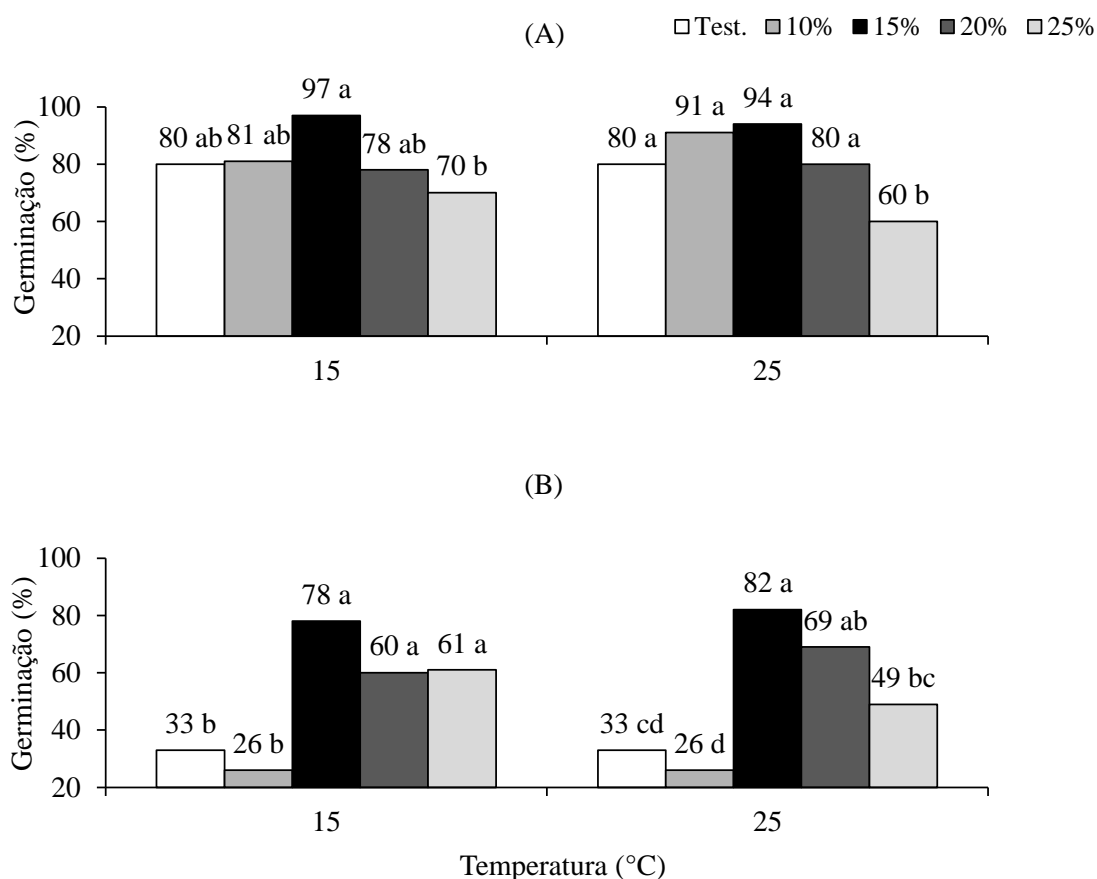 (A)
Test. 10% 15% 20% 25%
Germinação (%)
100
80
60
40
20
80 ab 81 ab 97 a 78 ab 70 b
80 a 91 a 94 a 80 a 60 b
15 25
(B)
Germinação (%)
100
80
60
40
20
33 b 26 b 78 a 60 a 61 a
33 cd 26 d 82 a 69 ab 49 bc
15 25
Temperatura (°C)